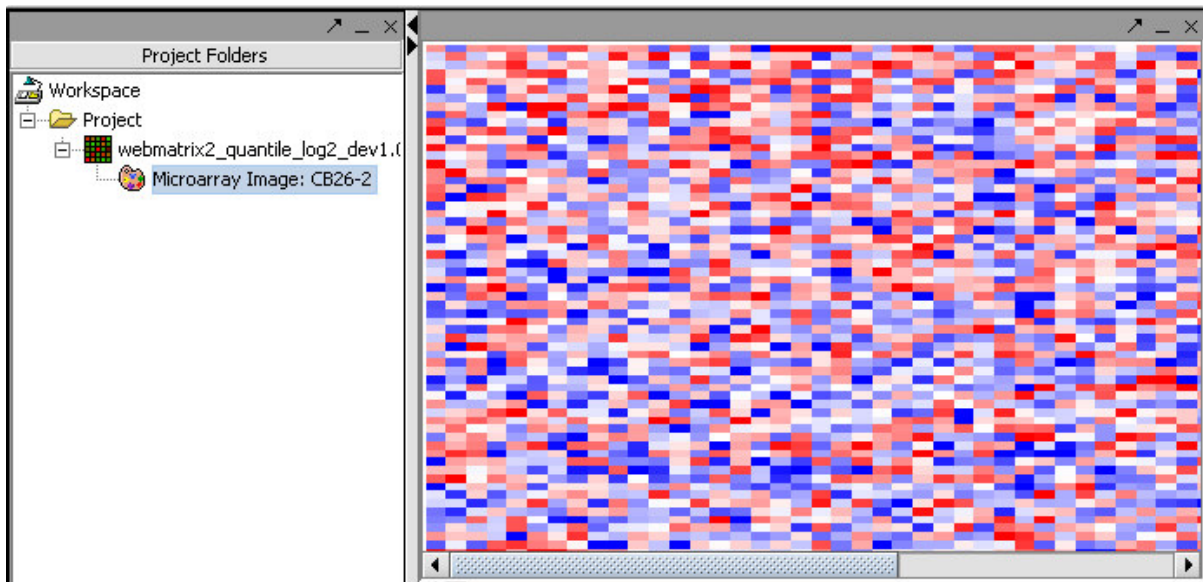 Project Folders
Workspace
Project
webmatrix2_quantile_log2_dev1.(
Microarray Image: CB26-2